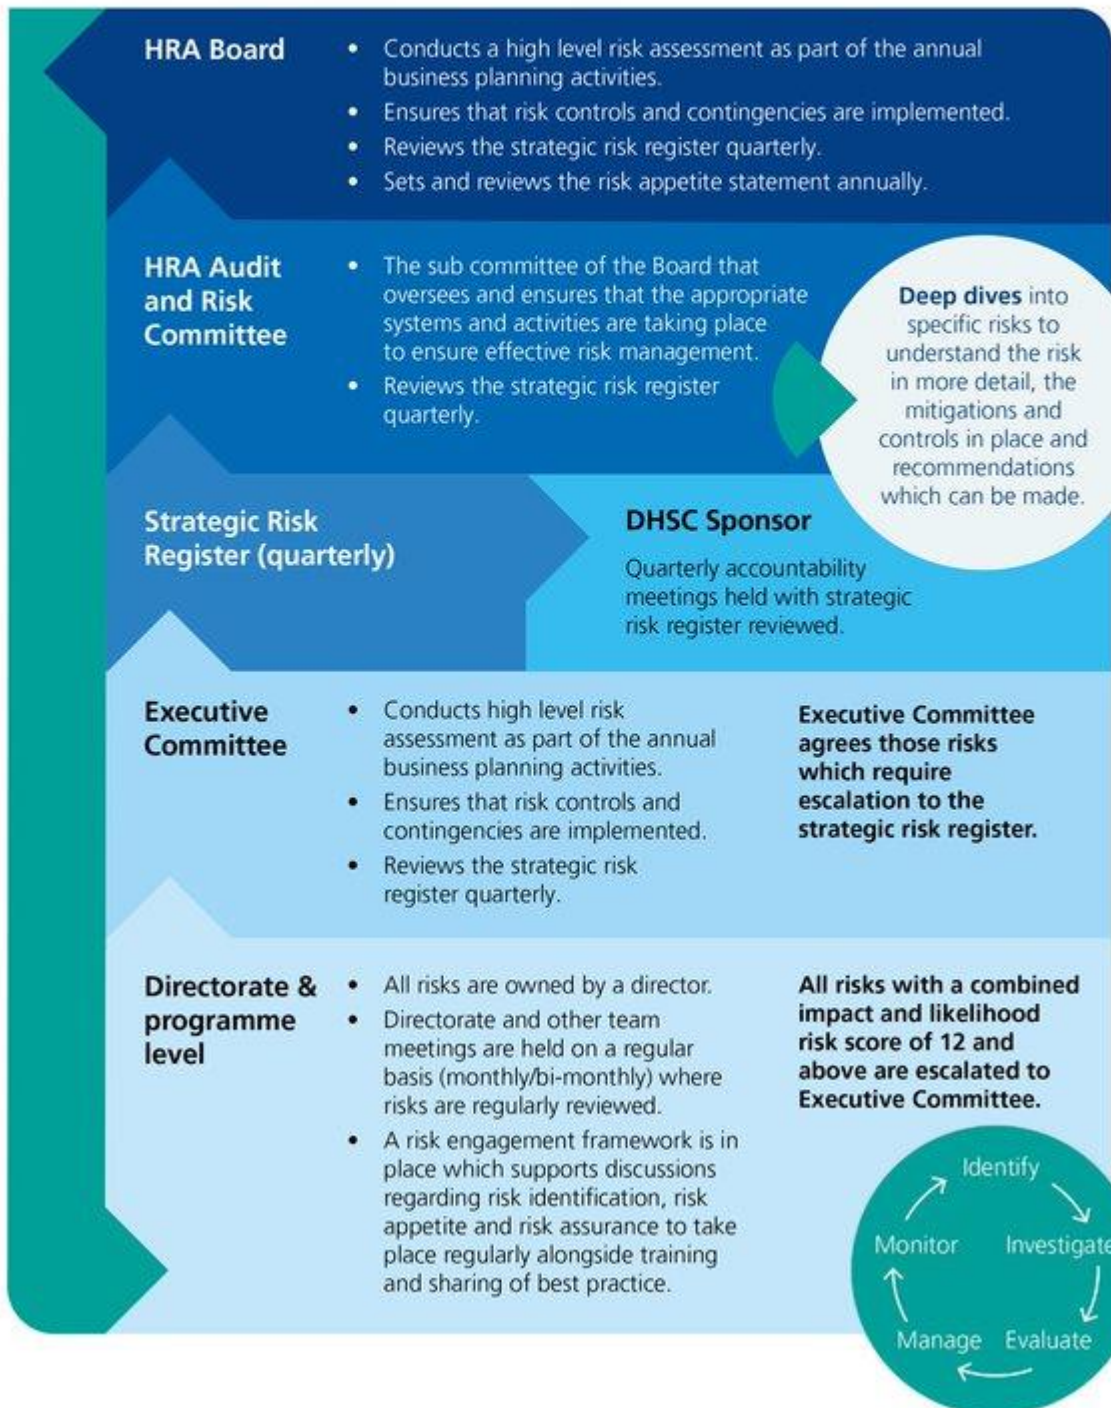 HRA Board
• Conducts a high level risk assessment as part of the annual
business planning activities.
• Ensures that risk controls and contingencies are implemented.
• Reviews the strategic risk register quarterly.
• Sets and reviews the risk appetite statement annually.
HRA Audit
and Risk
Committee
• The sub committee of the Board that
oversees and ensures that the appropriate
systems and activities are taking place
to ensure effective risk management.
• Reviews the strategic risk register
quarterly.
Deep dives into
specific risks to
understand the risk
in more detail, the
mitigations and
controls in place and
recommendations
which can be made.
Strategic Risk
Register (quarterly)
DHSC Sponsor
Quarterly accountability
meetings held with strategic
risk register reviewed.
Executive
Committee
• Conducts high level risk
assessment as part of the annual
business planning activities.
• Ensures that risk controls and
contingencies are implemented.
• Reviews the strategic risk
register quarterly.
Executive Committee
agrees those risks
which require
escalation to the
strategic risk register.
Directorate &
programme
level
• All risks are owned by a director.
• Directorate and other team
meetings are held on a regular
basis (monthly/bi-monthly) where
risks are regularly reviewed.
• A risk engagement framework is in
place which supports discussions
regarding risk identification, risk
appetite and risk assurance to take
place regularly alongside training
and sharing of best practice.
All risks with a combined
impact and likelihood
risk score of 12 and
above are escalated to
Executive Committee.
Identify
Monitor
Investigate
Manage
Evaluate